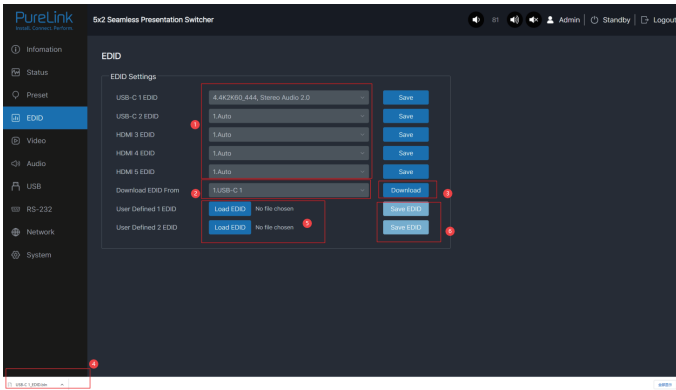 PureLink
Install. Connect. Perform.
5x2 Seamless Presentation Switcher
81
Admin
Standby
Logout
Infomation
Status
Preset
EDID
Video
Audio
USB
RS-232
Network
System
EDID
EDID Settings
USB-C 1 EDID
4.4K2K60_444, Stereo Audio 2.0
Save
USB-C 2 EDID
1.Auto
Save
1
HDMI 3 EDID
1.Auto
Save
HDMI 4 EDID
1.Auto
Save
HDMI 5 EDID
1.Auto
Save
Download EDID From
2
1.USB-C 1
Download
3
User Defined 1 EDID
Load EDID
No file chosen
Save EDID
5
User Defined 2 EDID
Load EDID
No file chosen
Save EDID
6
4
USB-C 1_EDID.bin